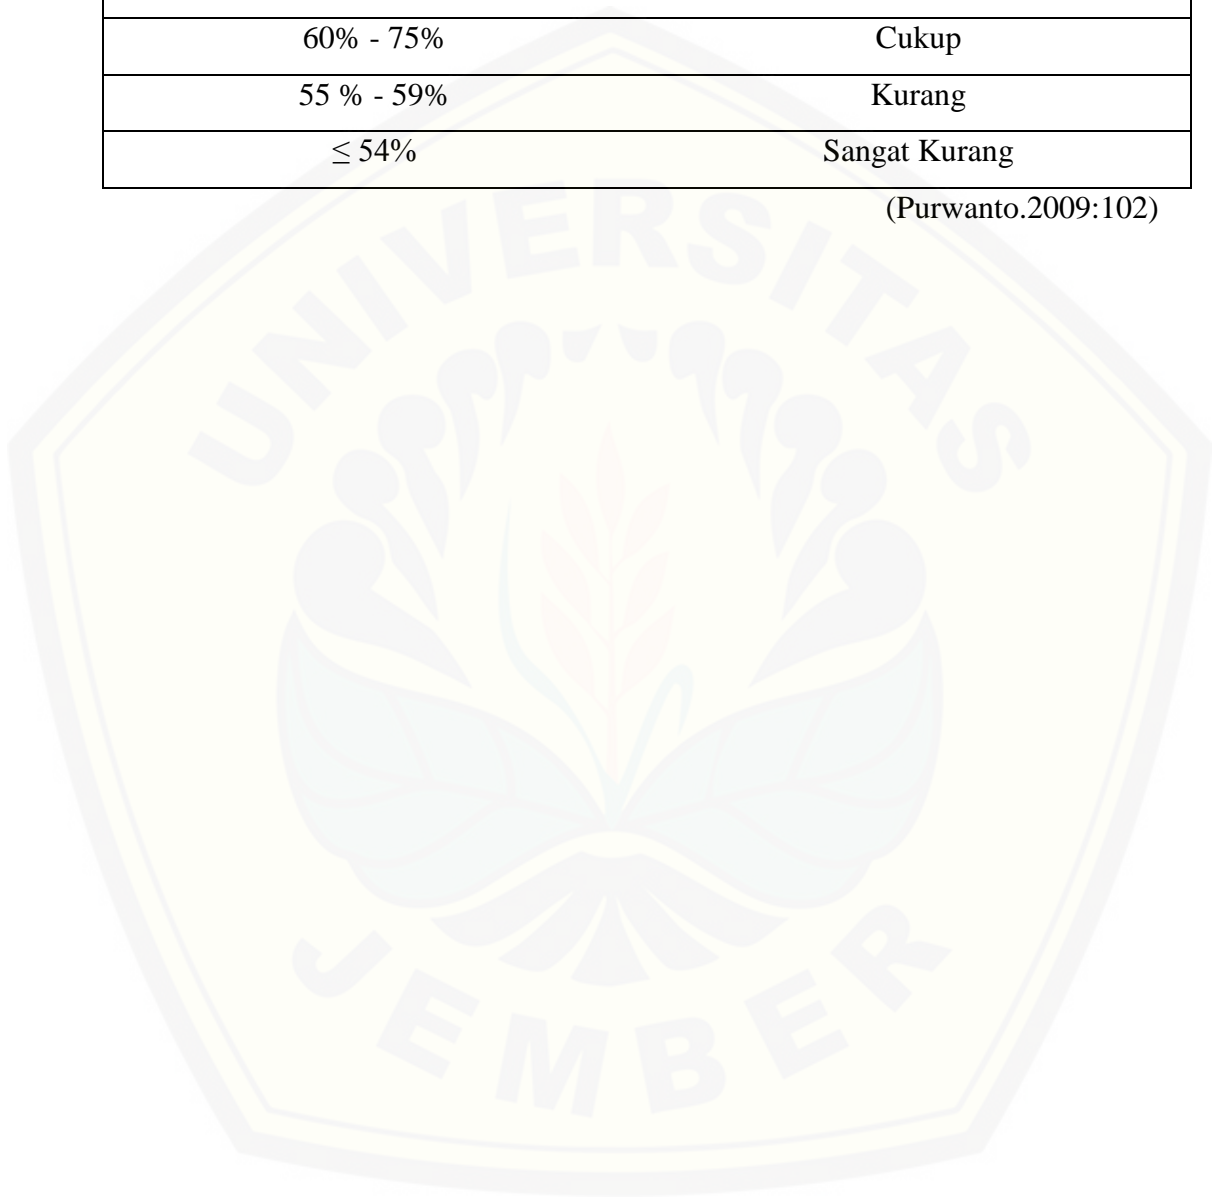 60% - 75% Cukup
55 % - 59% Kurang
≤ 54% Sangat Kurang
(Purwanto.2009:102)
UNIVERSITAS
JEMBER